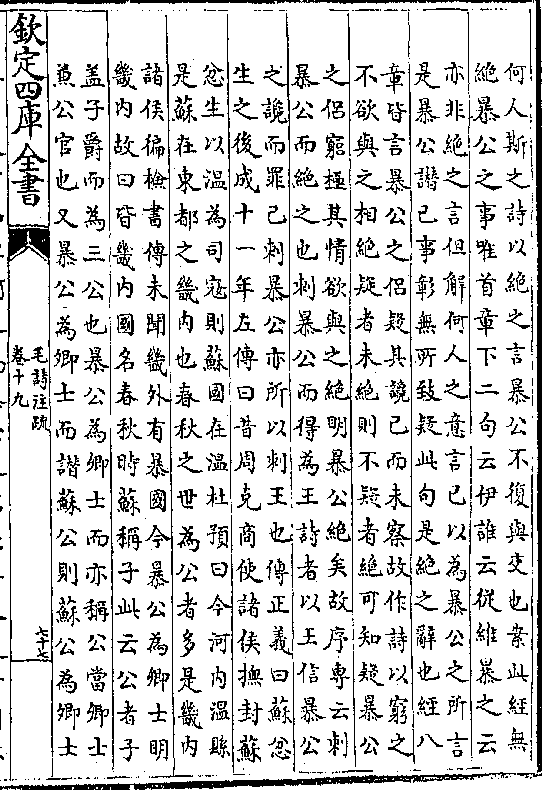 何人斯之詩以絶之言暴公不復與交也案此經無
絶暴公之事唯首章下二句云伊誰云從維暴之云
亦非絶之言但解何人之意言已以為暴公之所言
是暴公譖已事彰無所致疑此句是絶之辭也經八
章皆言暴公之侣疑其讒已而未察故作詩以窮之
不欲與之相絶疑者未絶則不疑者絶可知疑暴公
之侣窮極其情欲與之絶明暴公絶矣故序専云刺
暴公而絶之也刺暴公而得為王詩者以王信暴公
之讒而罪已刺暴公亦所以刺王也傳正義曰蘇忿
生之後成十一年左傳曰昔周克商使諸侯撫封蘇
忿生以温為司寇則蘇國在温杜預曰今河内温縣
是蘇在東都之畿内也春秋之世為公者多是畿内
諸侯徧檢書傳未聞畿外有暴國今暴公為卿士明
畿内故曰皆畿内國名春秋時蘇稱子此云公者子
葢子爵而為三公也暴公為卿士而亦稱公當卿士
兼公官也又暴公為卿士而譖蘇公則蘇公為卿士
欽定四庫全書
毛詩注疏
卷十九
七十七